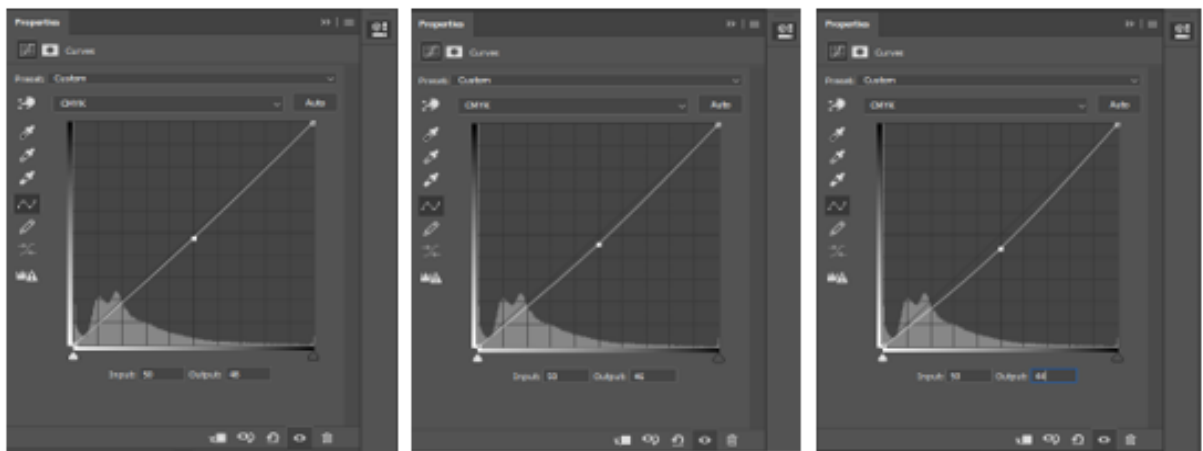 Properties
Curves
Preset: Custom
CMYK Auto
Input: 50 Output: 48
Properties
Curves
Preset: Custom
CMYK Auto
Input: 50 Output: 46
Properties
Curves
Preset: Custom
CMYK Auto
Input: 50 Output: